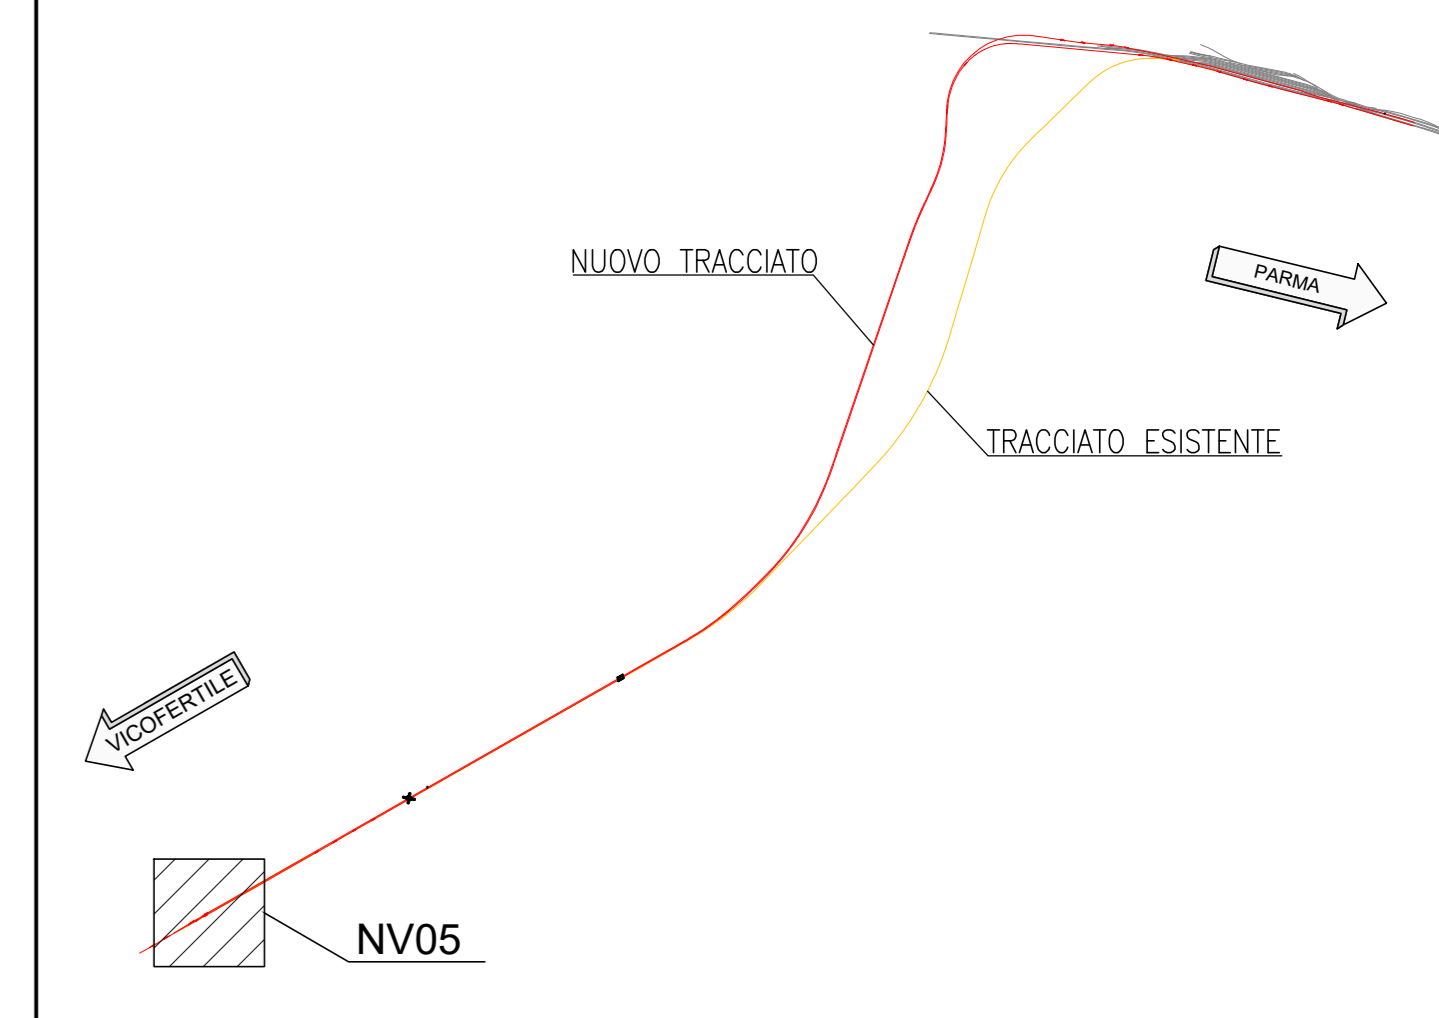 NUOVO TRACCIATO
PARMA
TRACCIATO ESISTENTE
VICOFERTILE
NV05